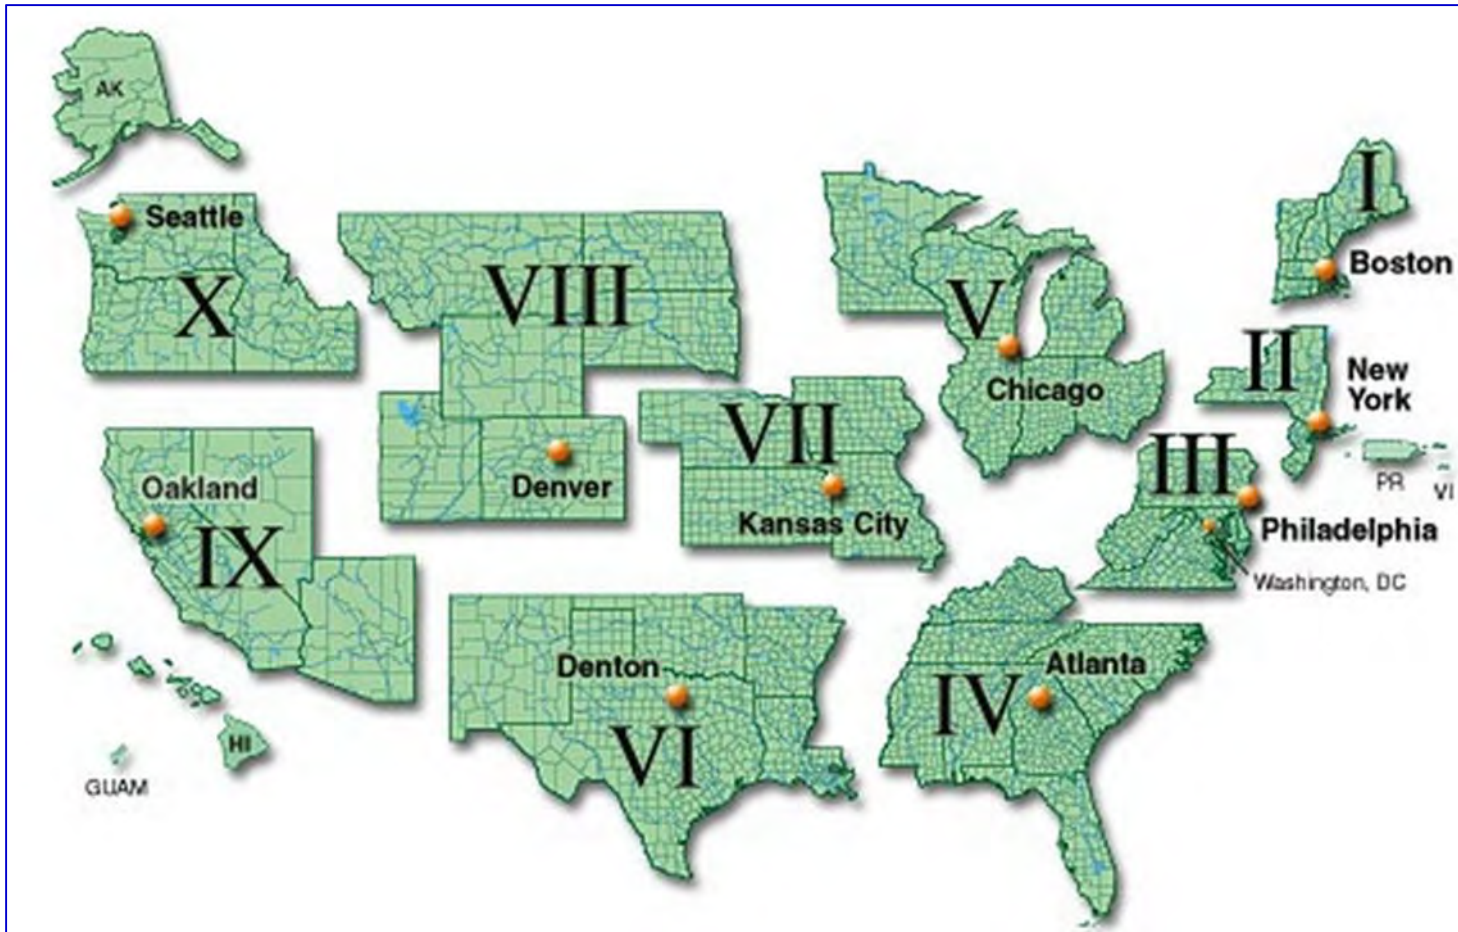 AK
I
Seattle
Boston
X
VIII
V
II
New
York
Chicago
VII
III
PR
VI
Oakland
Denver
Kansas City
Philadelphia
IX
Washington, DC
Denton
Atlanta
IV
HI
VI
GUAM